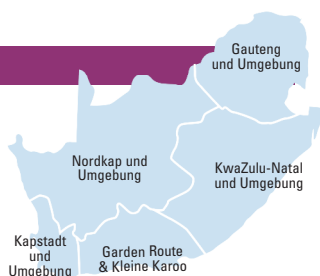 Gauteng
und Umgebung
Nordkap und
Umgebung
KwaZulu-Natal
und Umgebung
Kapstadt
und
Umgebung
Garden Route
& Kleine Karoo